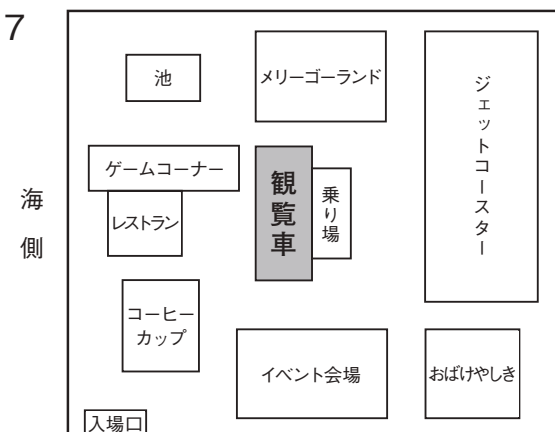 7
池
メリーゴーランド
ジェットコースター
ゲームコーナー
観覧車
乗り場
海側
レストラン
コーヒー
カップ
イベント会場
おばけやしき
入場口